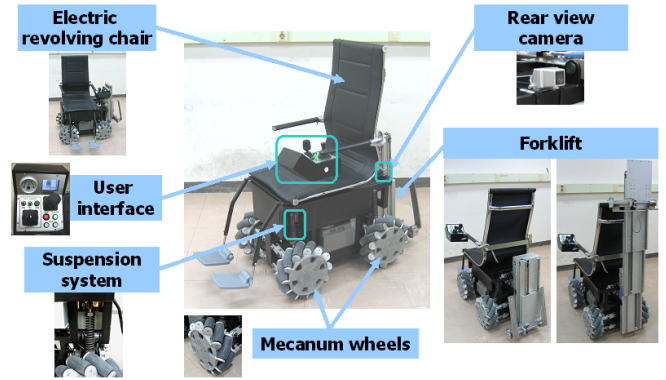 Electric
revolving chair
Rear view
camera
Forklift
User
interface
Suspension
system
Mecanum wheels